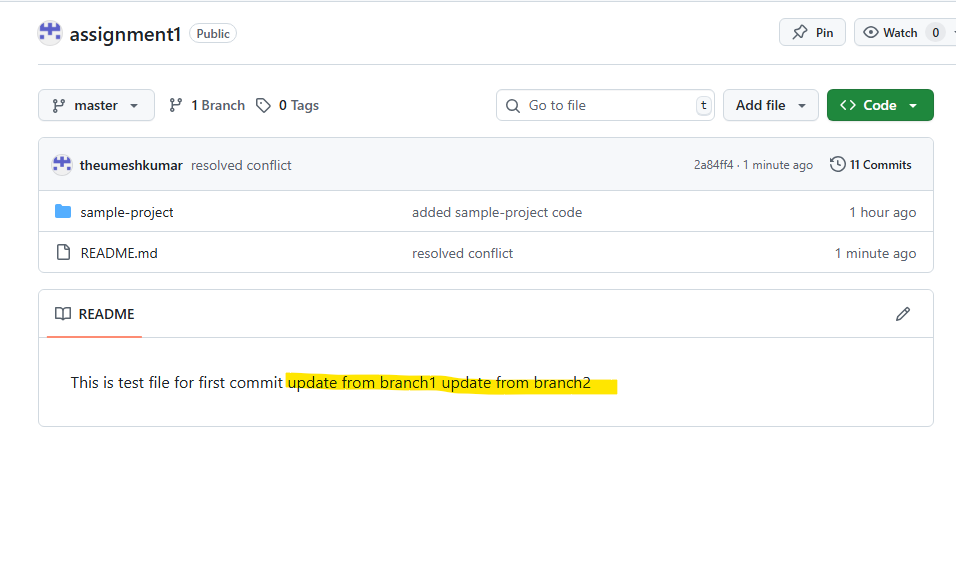 assignment1 Public Pin Watch 0
master 1 Branch 0 Tags Go to file t Add file Code
theumeshkumar resolved conflict 2a84ff4 · 1 minute ago 11 Commits
sample-project added sample-project code 1 hour ago
README.md resolved conflict 1 minute ago
README
This is test file for first commit update from branch1 update from branch2